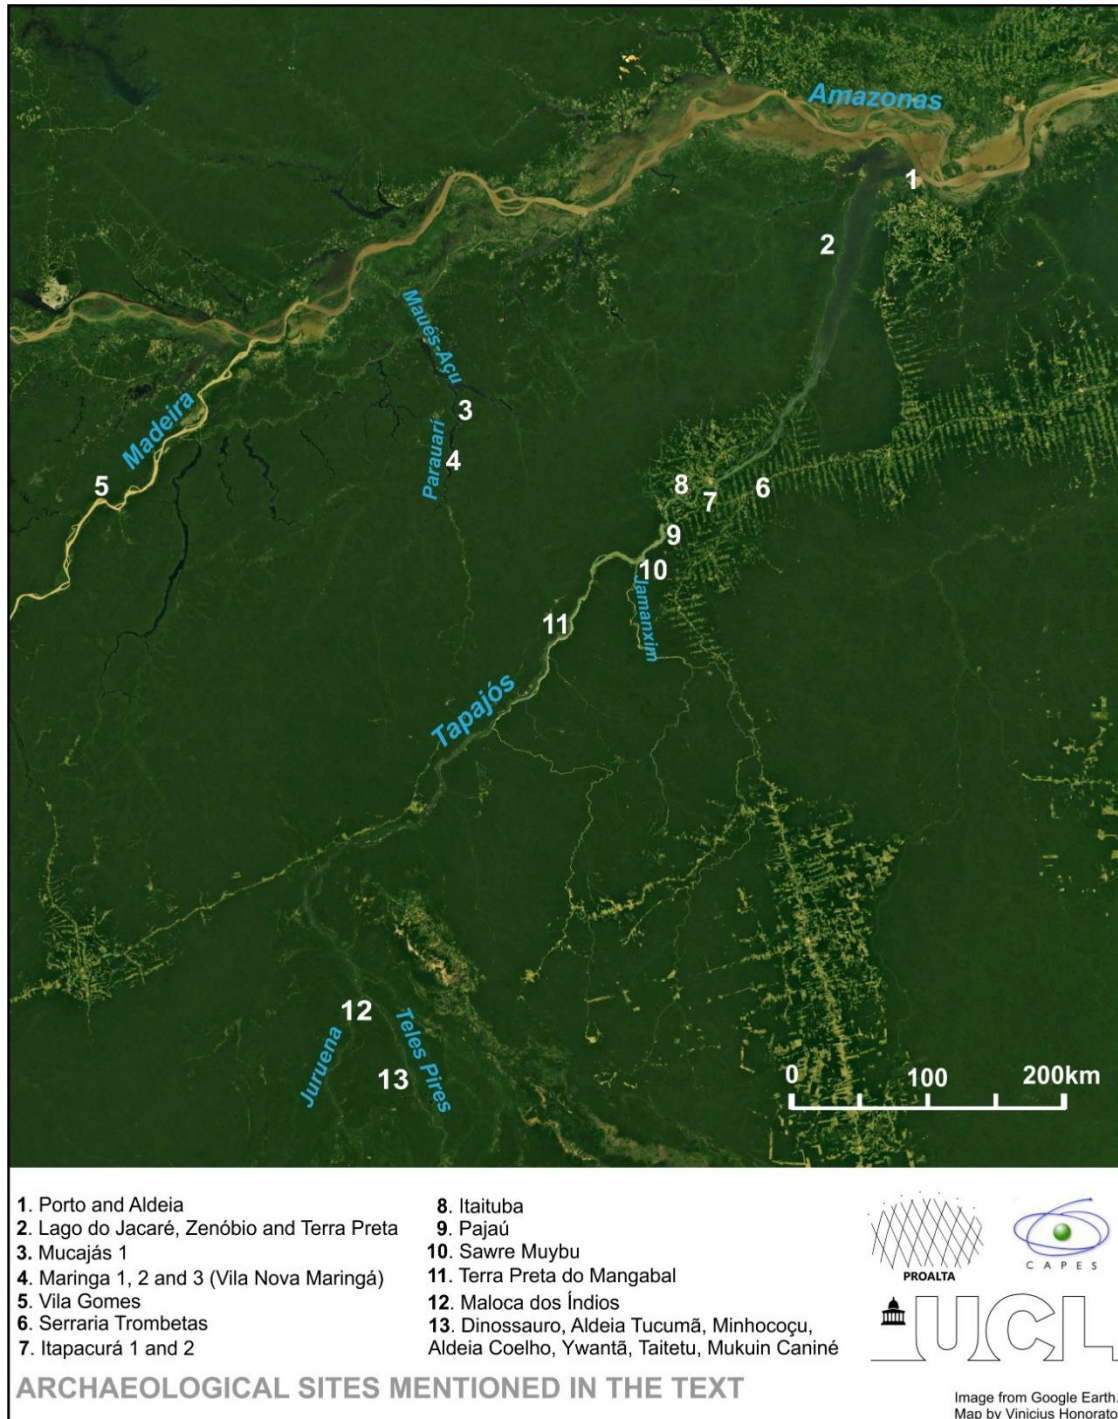 Amazonas
1
2
Maués-Açu
3
Madeira
Parauari
4
5
8
7
6
9
10
Jamanxim
11
Tapajós
12
Juruena
Teles Pires
13
0 100 200km
1. Porto and Aldeia
2. Lago do Jacaré, Zenóbio and Terra Preta
3. Mucajás 1
4. Maringa 1, 2 and 3 (Vila Nova Maringá)
5. Vila Gomes
6. Serraria Trombetas
7. Itapacurá 1 and 2
8. Itaituba
9. Pajaú
10. Sawre Muybu
11. Terra Preta do Mangabal
12. Maloca dos Índios
13. Dinossauro, Aldeia Tucumã, Minhocoçu,
Aldeia Coelho, Ywantã, Taitetu, Mukuin Caniné
PROALTA
CAPES
UCL
ARCHAEOLOGICAL SITES MENTIONED IN THE TEXT
Image from Google Earth.
Map by Vinicius Honorato